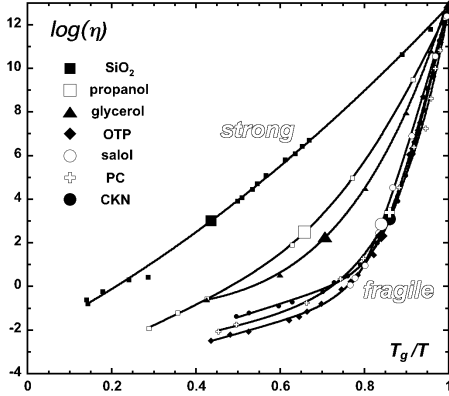 log(η)
SiO₂
propanol
glycerol
OTP
salol
PC
CKN
strong
fragile
T_g/T
12
10
8
6
4
2
0
-2
-4
0 0.2 0.4 0.6 0.8 1